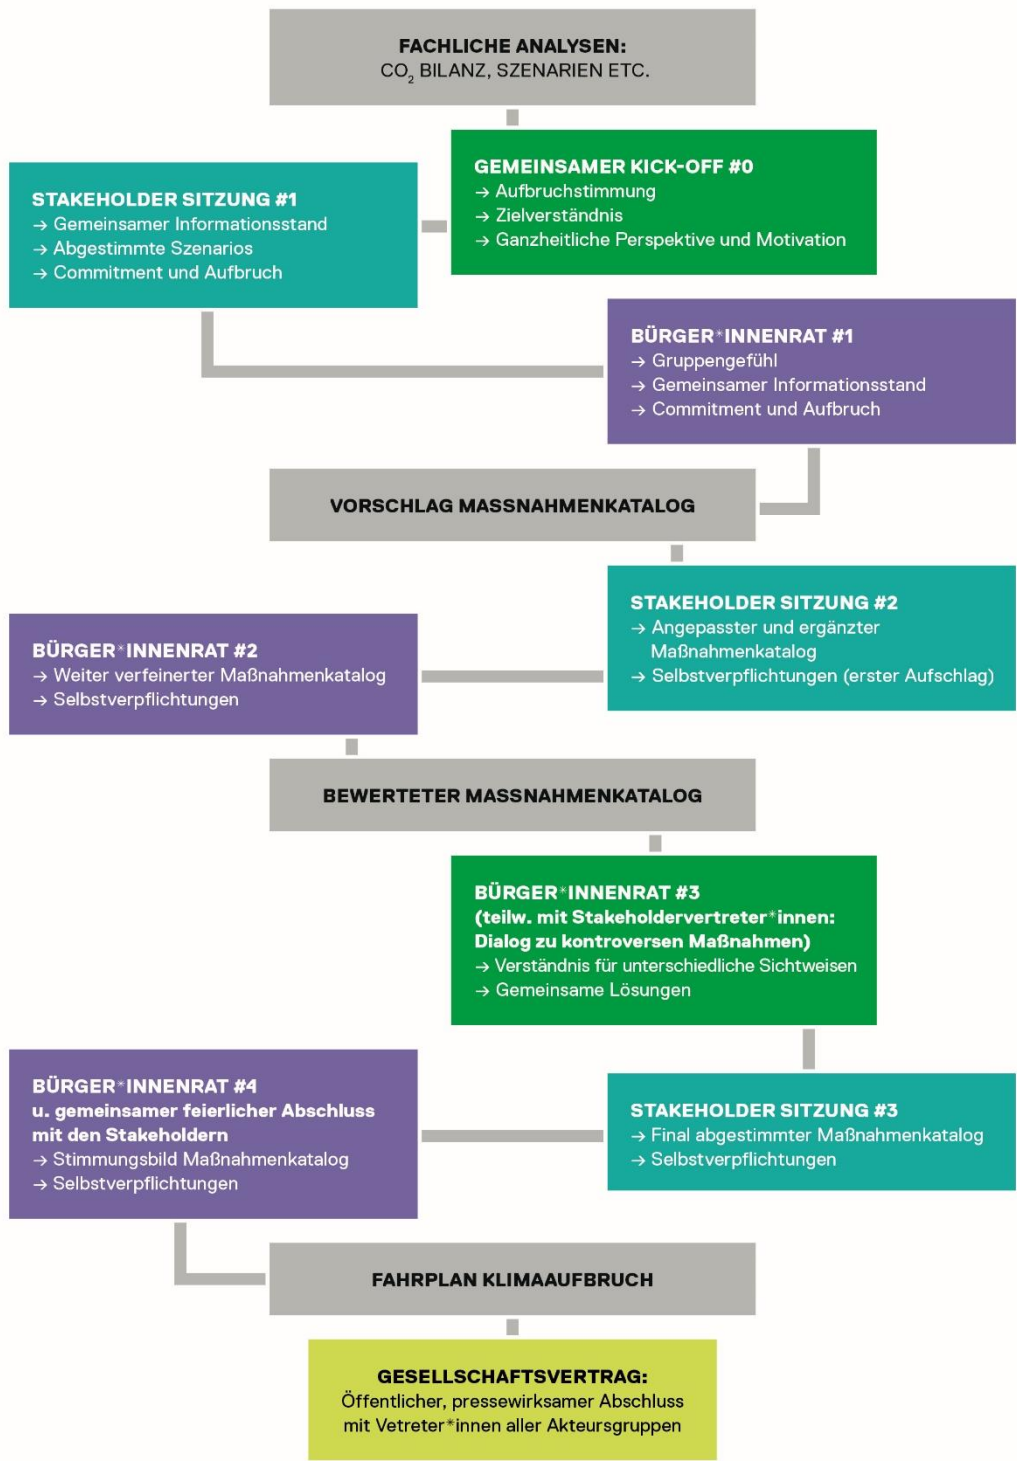 FACHLICHE ANALYSEN:
CO₂ BILANZ, SZENARIEN ETC.
GEMEINSAMER KICK-OFF #0
→ Aufbruchstimmung
→ Zielverständnis
→ Ganzheitliche Perspektive und Motivation
STAKEHOLDER SITZUNG #1
→ Gemeinsamer Informationsstand
→ Abgestimmte Szenarios
→ Commitment und Aufbruch
BÜRGER*INNENRAT #1
→ Gruppengefühl
→ Gemeinsamer Informationsstand
→ Commitment und Aufbruch
VORSCHLAG MASSNAHMENKATALOG
STAKEHOLDER SITZUNG #2
→ Angepasster und ergänzter
Maßnahmenkatalog
→ Selbstverpflichtungen (erster Aufschlag)
BÜRGER*INNENRAT #2
→ Weiter verfeinerter Maßnahmenkatalog
→ Selbstverpflichtungen
BEWERTETER MASSNAHMENKATALOG
BÜRGER*INNENRAT #3
(teilw. mit Stakeholdervertreter*innen:
Dialog zu kontroversen Maßnahmen)
→ Verständnis für unterschiedliche Sichtweisen
→ Gemeinsame Lösungen
STAKEHOLDER SITZUNG #3
→ Final abgestimmter Maßnahmenkatalog
→ Selbstverpflichtungen
BÜRGER*INNENRAT #4
u. gemeinsamer feierlicher Abschluss
mit den Stakeholdern
→ Stimmungsbild Maßnahmenkatalog
→ Selbstverpflichtungen
FAHRPLAN KLIMAAUFBRUCH
GESELLSCHAFTSVERTRAG:
Öffentlicher, pressewirksamer Abschluss
mit Vetreter*innen aller Akteursgruppen